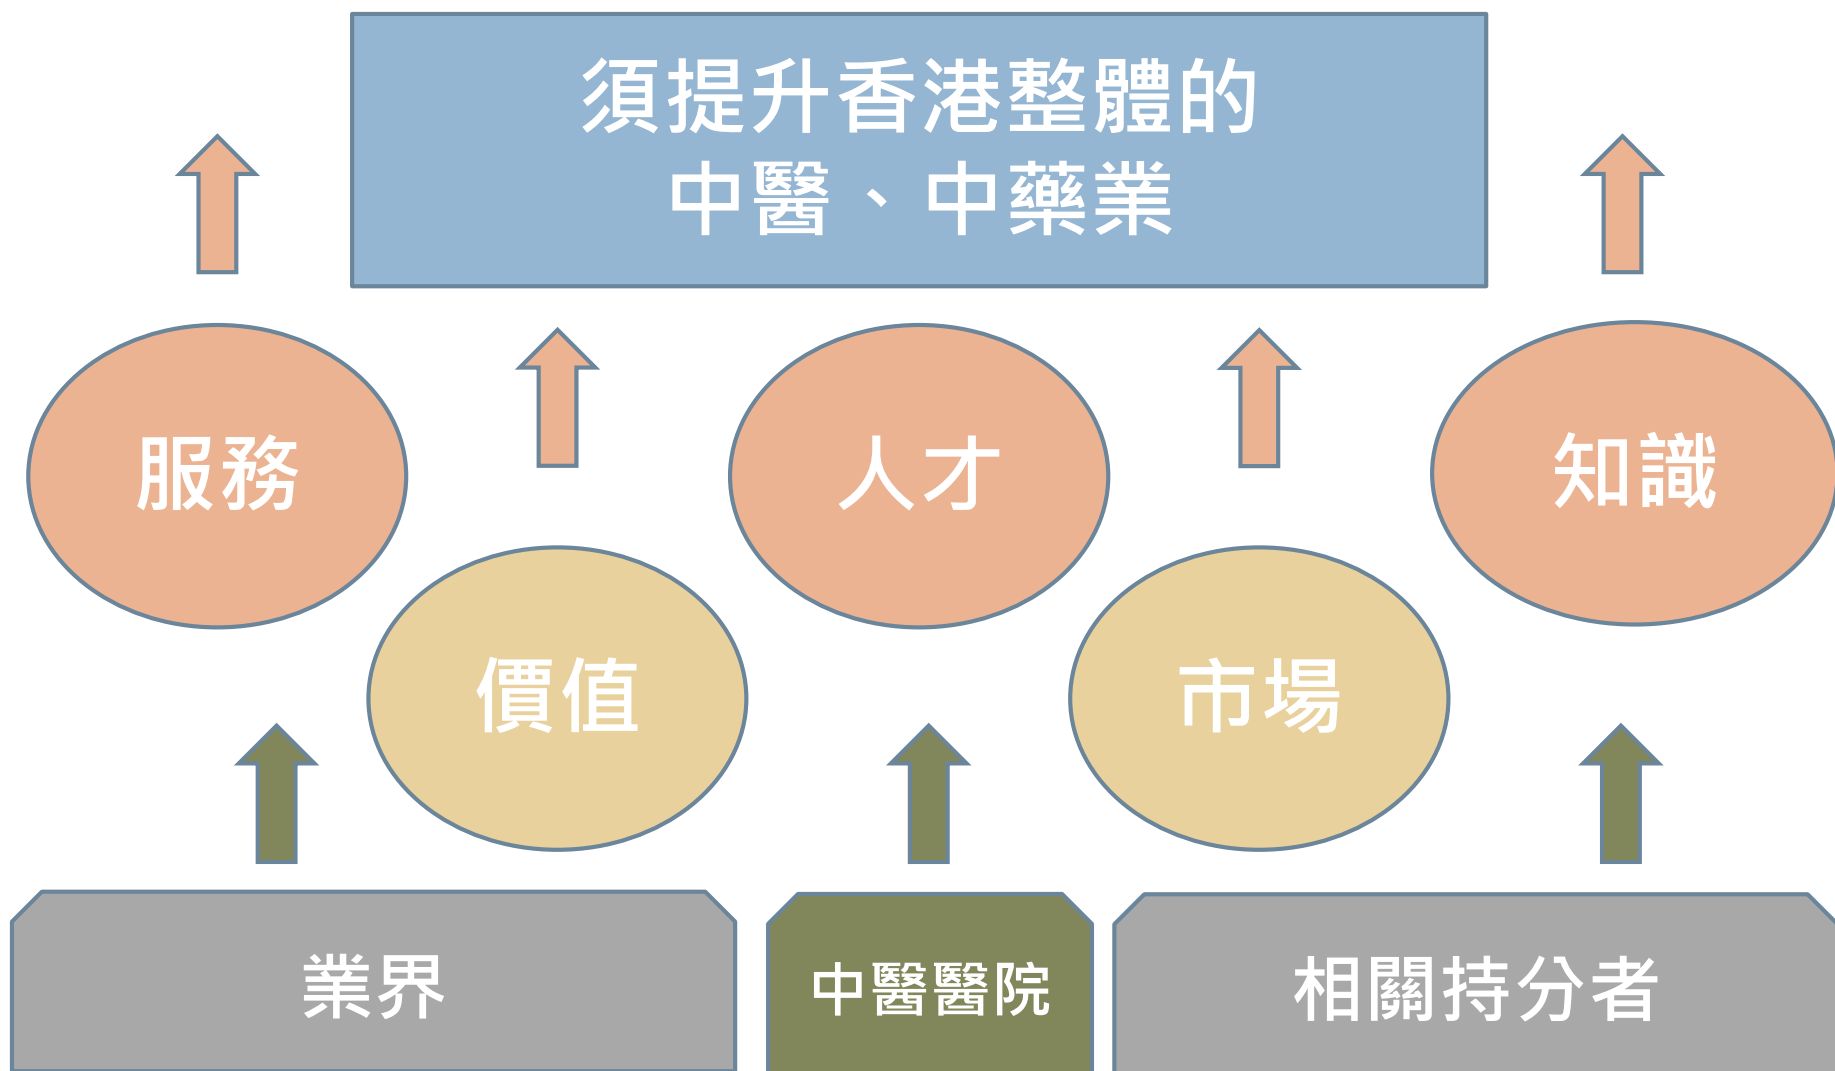 須提升香港整體的
中醫、中藥業
服務
人才
知識
價值
市場
業界
中醫醫院
相關持分者